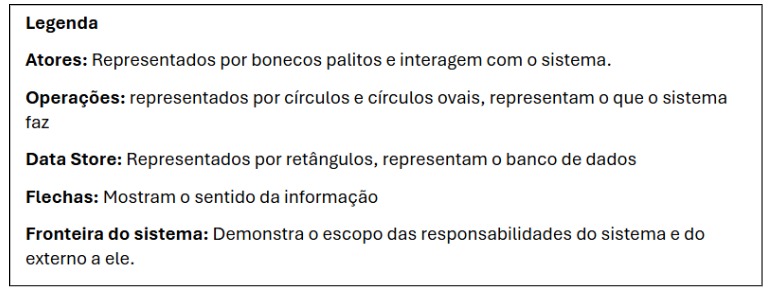 Legenda
Atores: Representados por bonecos palitos e interagem com o sistema.
Operações: representados por círculos e círculos ovais, representam o que o sistema
faz
Data Store: Representados por retângulos, representam o banco de dados
Flechas: Mostram o sentido da informação
Fronteira do sistema: Demonstra o escopo das responsabilidades do sistema e do
externo a ele.